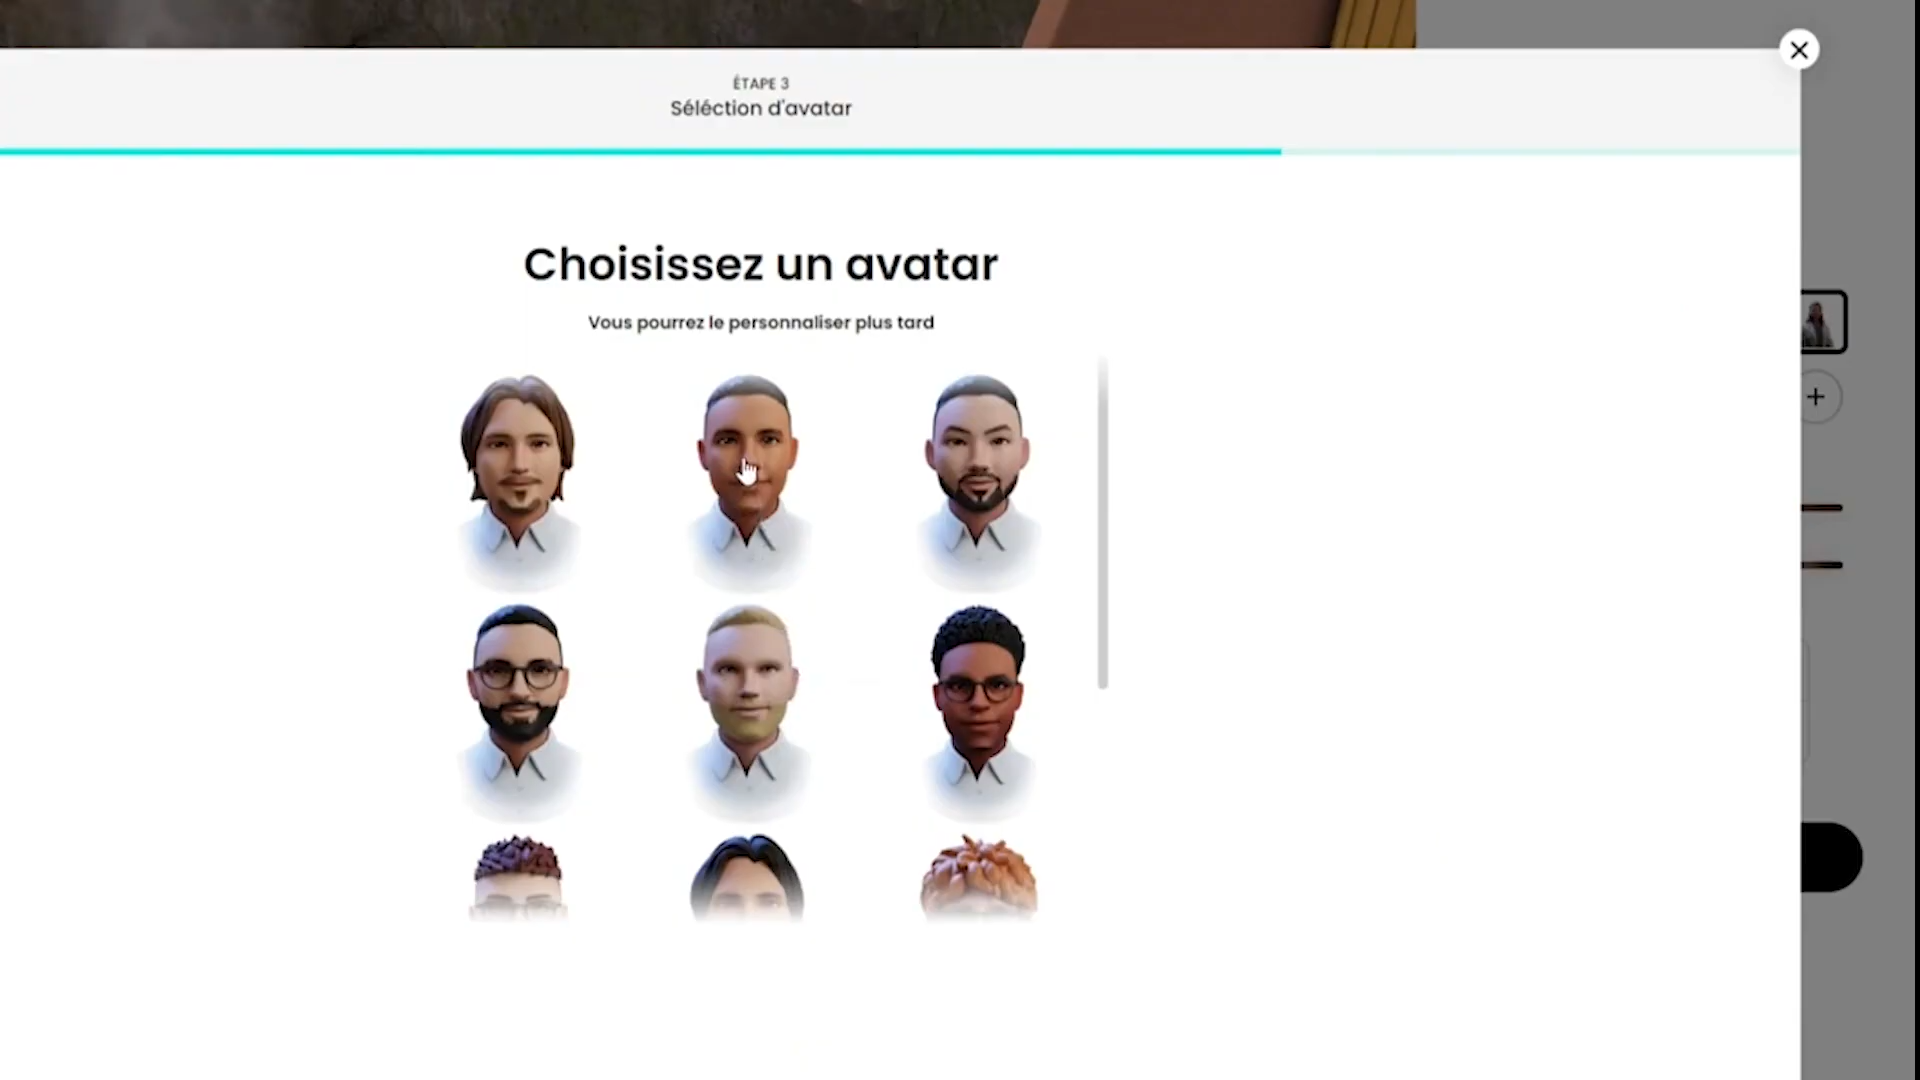 ÉTAPE 3
Séléction d'avatar
Choisissez un avatar
Vous pourrez le personnaliser plus tard